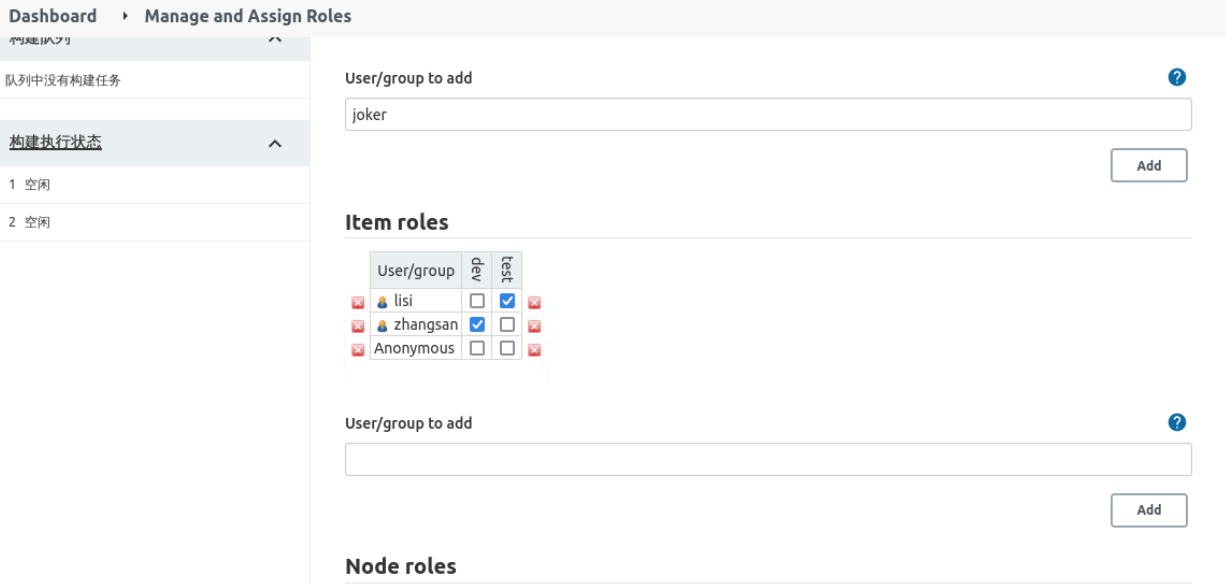 Dashboard ▸ Manage and Assign Roles
构建队列
队列中没有构建任务
构建执行状态
1 空闲
2 空闲
User/group to add
joker
Add
Item roles
User/group dev test
lisi
zhangsan
Anonymous
User/group to add
Add
Node roles